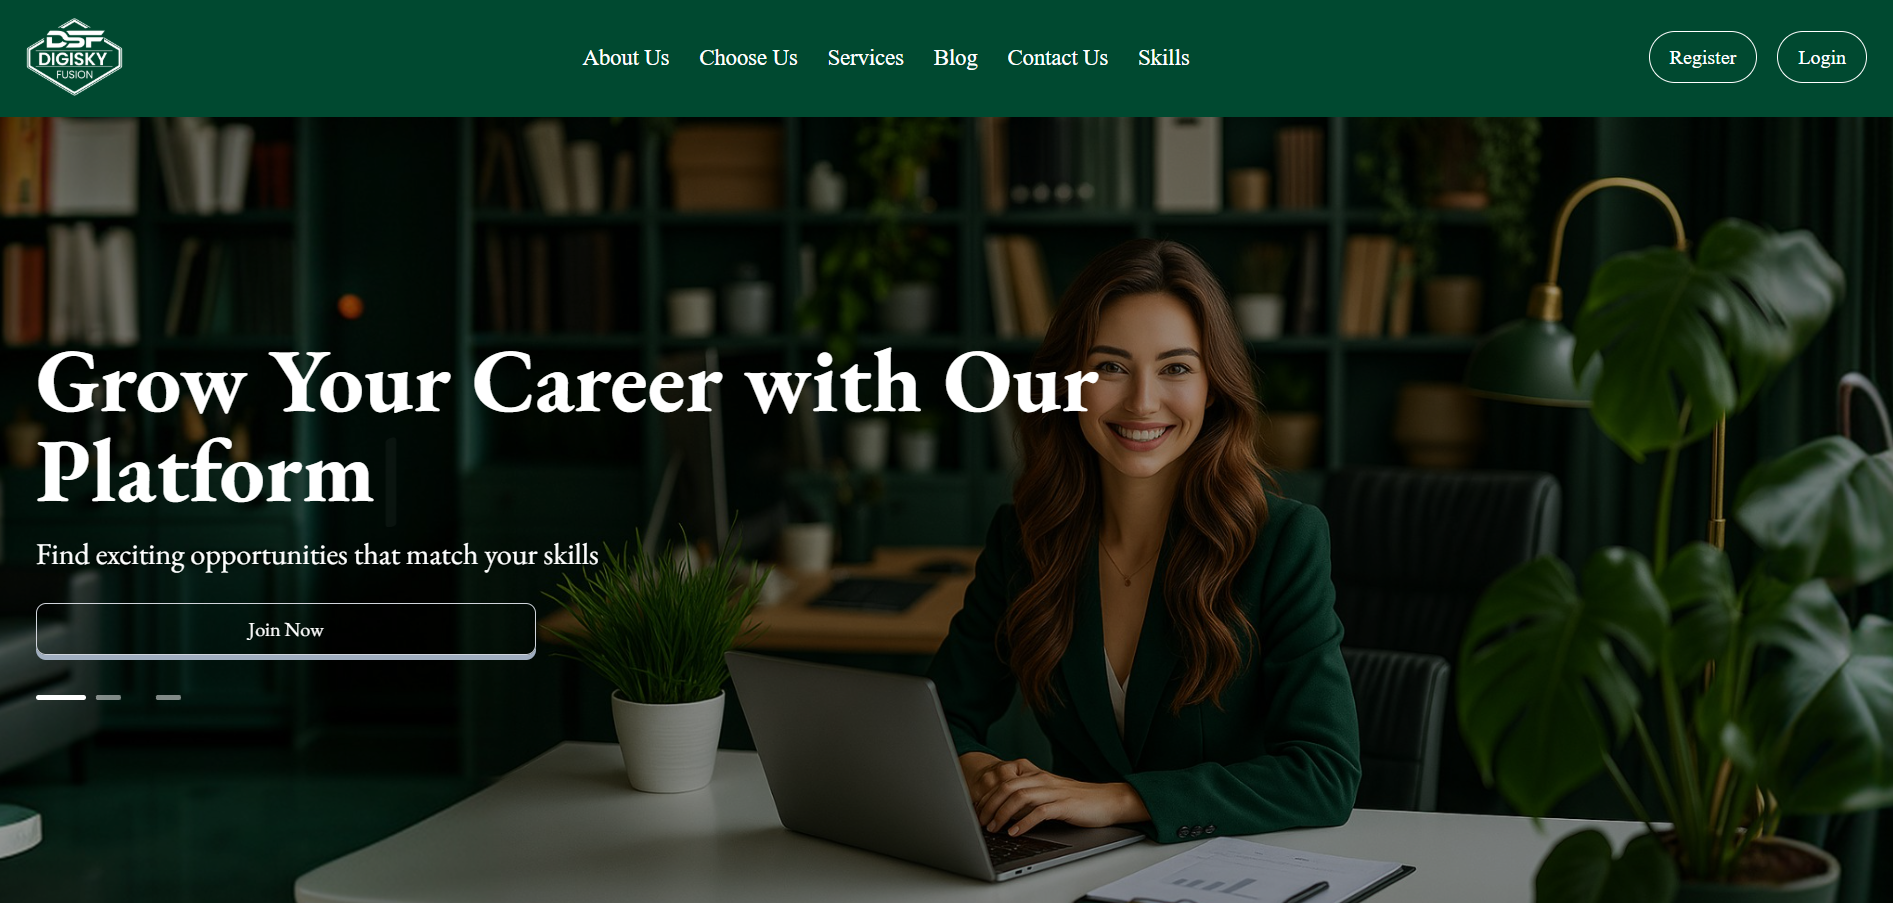 DSF
DIGISKY
FUSION
About Us
Choose Us
Services
Blog
Contact Us
Skills
Register
Login
Grow Your Career with Our
Platform
Find exciting opportunities that match your skills
Join Now